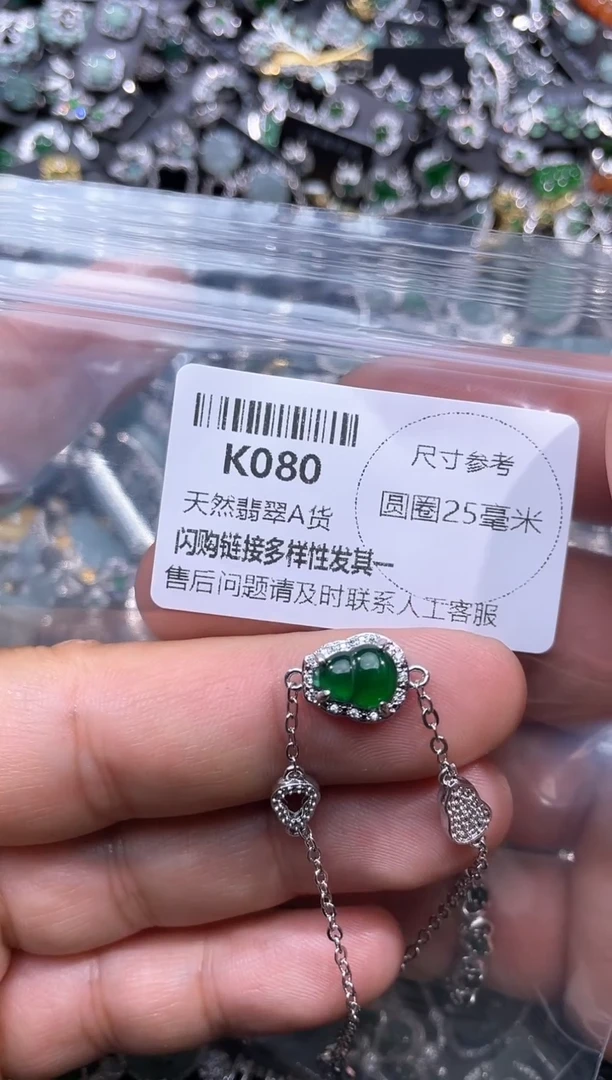 K080
天然翡翠A货
闪购链接多样性发其一
售后问题请及时联系人工客服
尺寸参考
圆圈25毫米